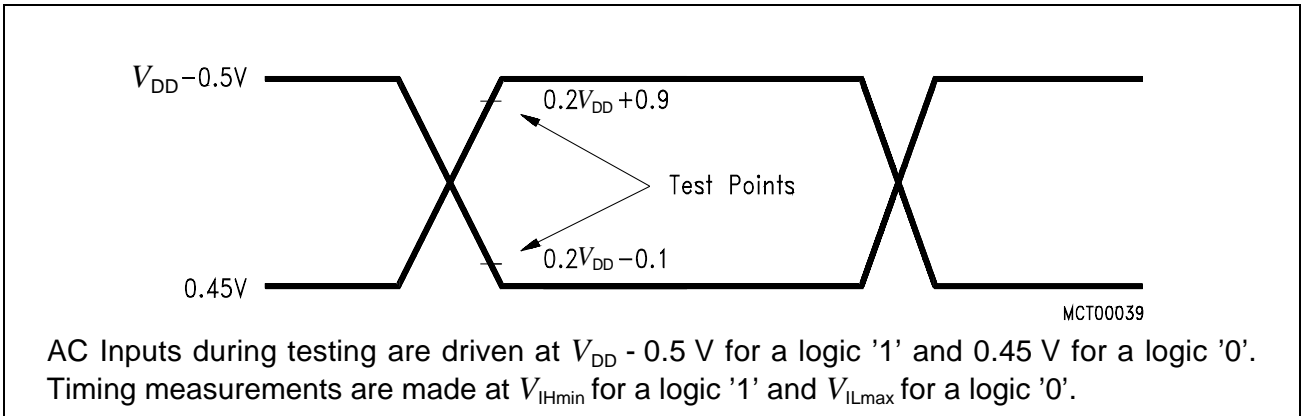 VDD−0.5V
0.2VDD+0.9
Test Points
0.2VDD−0.1
0.45V
MCT00039
AC Inputs during testing are driven at VDD - 0.5 V for a logic '1' and 0.45 V for a logic '0'.
Timing measurements are made at VIHmin for a logic '1' and VILmax for a logic '0'.